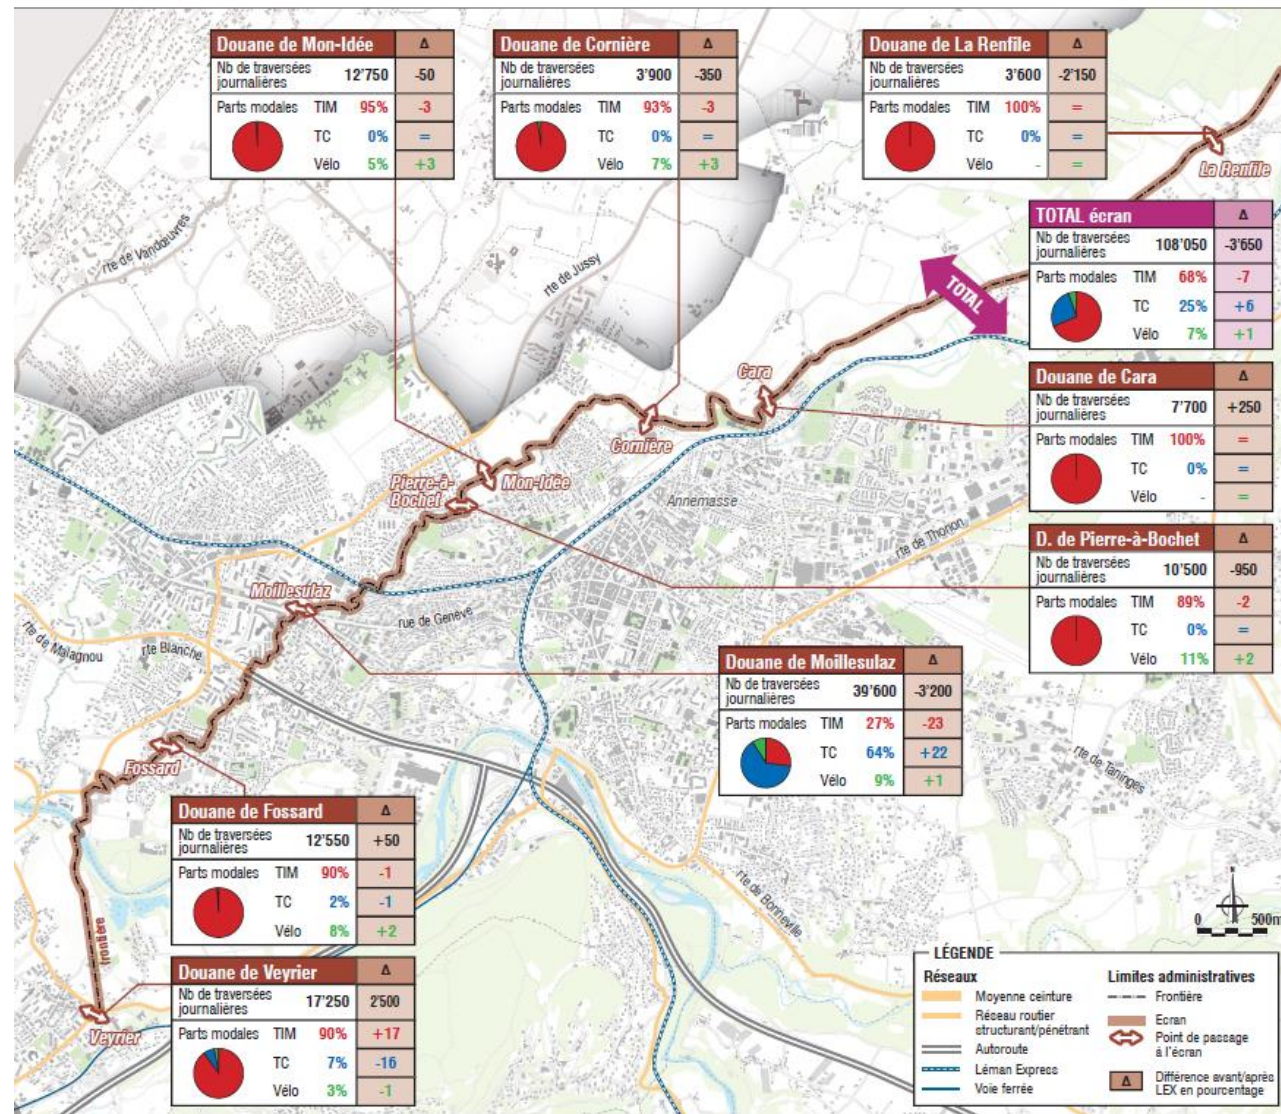 Douane de Mon-Idée Δ
Nb de traversées journalières 12'750 -50
Parts modales TIM 95% -3
TC 0% =
Vélo 5% +3
Douane de Cornière Δ
Nb de traversées journalières 3'900 -350
Parts modales TIM 93% -3
TC 0% =
Vélo 7% +3
Douane de La Renfile Δ
Nb de traversées journalières 3'600 -2'150
Parts modales TIM 100% =
TC 0% =
Vélo - =
La Renfile
TOTAL écran Δ
Nb de traversées journalières 108'050 -3'650
Parts modales TIM 68% -7
TC 25% +6
Vélo 7% +1
rte de Vandœuvres
rte de Jussy
TOTAL
Cara
Douane de Cara Δ
Nb de traversées journalières 7'700 +250
Parts modales TIM 100% =
TC 0% =
Vélo - =
Cornière
Pierre-à-
Bochet
Mon-Idée
Annemasse
rte de Thonon
D. de Pierre-à-Bochet Δ
Nb de traversées journalières 10'500 -950
Parts modales TIM 89% -2
TC 0% =
Vélo 11% +2
Moillesulaz
rue de Genève
rte de Malagnou
rte Blanche
Douane de Moillesulaz Δ
Nb de traversées journalières 39'600 -3'200
Parts modales TIM 27% -23
TC 64% +22
Vélo 9% +1
Fossard
rte de Taninges
Douane de Fossard Δ
Nb de traversées journalières 12'550 +50
Parts modales TIM 90% -1
TC 2% -1
Vélo 8% +2
rte de Bonneville
frontière
Douane de Veyrier Δ
Nb de traversées journalières 17'250 2'500
Parts modales TIM 90% +17
TC 7% -16
Vélo 3% -1
Veyrier
N
0 500m
LÉGENDE
Réseaux
Moyenne ceinture
Réseau routier
structurant/pénétrant
Autoroute
Léman Express
Voie ferrée
Limites administratives
Frontière
Ecran
Point de passage
à l'écran
Δ Différence avant/après
LEX en pourcentage